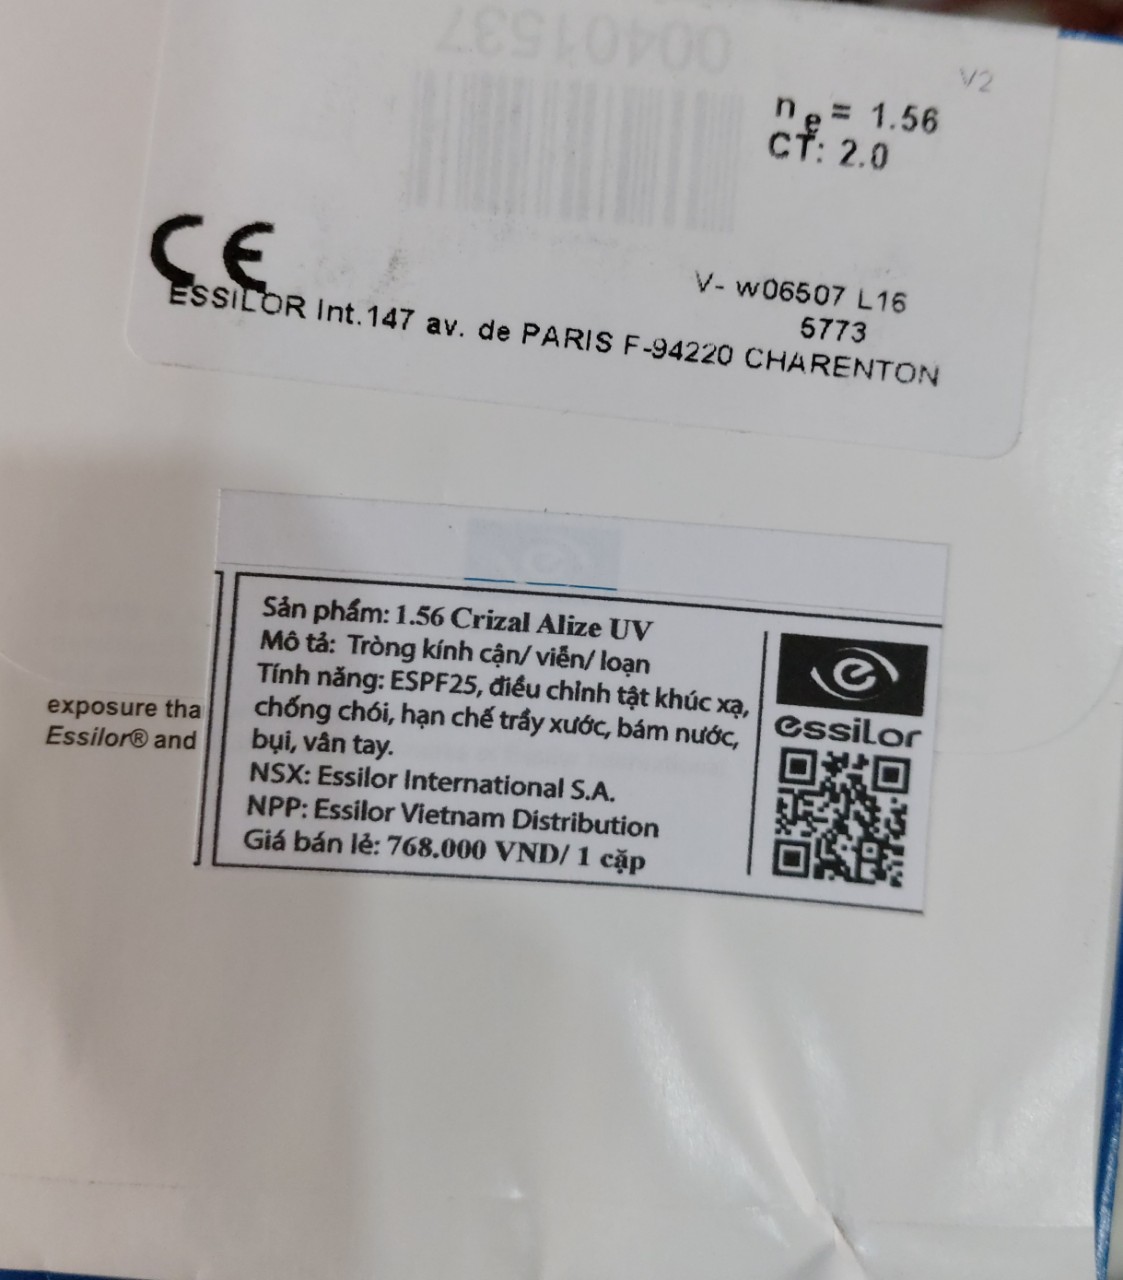 00401537
V2
ne = 1.56
CT: 2.0
CE
V- w06507 L16
5773
ESSILOR Int.147 av. de PARIS F-94220 CHARENTON
Sản phẩm: 1.56 Crizal Alize UV
Mô tả: Tròng kính cận/ viễn/ loạn
Tính năng: ESPF25, điều chỉnh tật khúc xạ,
chống chói, hạn chế trầy xước, bám nước,
bụi, vân tay.
NSX: Essilor International S.A.
NPP: Essilor Vietnam Distribution
Giá bán lẻ: 768.000 VND/ 1 cặp
essilor
exposure tha
Essilor® and